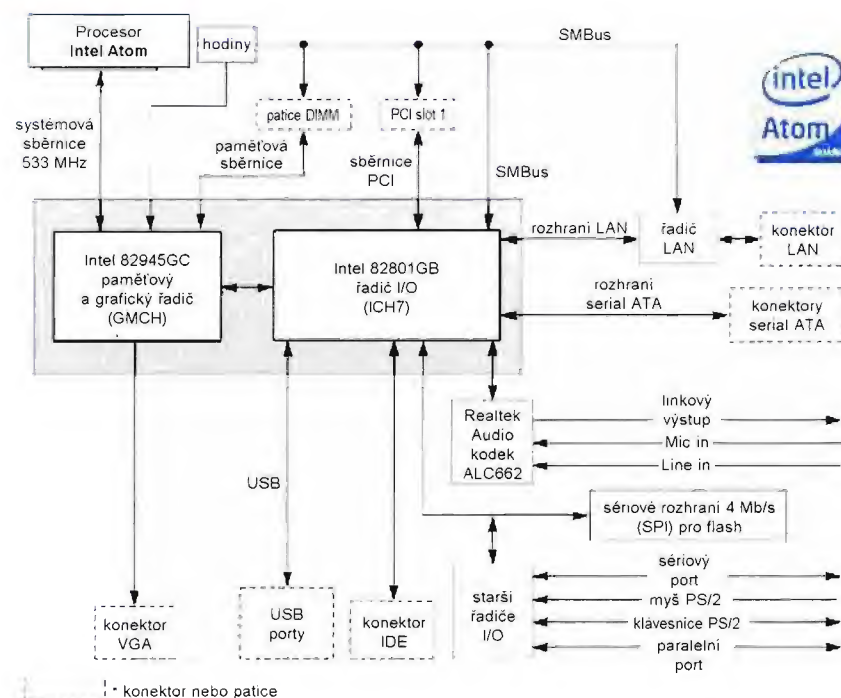 Procesor
Intel Atom
hodiny
SMBus
intel
Atom
systémová
sběrnice
533 MHz
patice DIMM
PCI slot 1
paměťová
sběrnice
sběrnice
PCI
SMBus
Intel 82945GC
paměťový
a grafický řadič
(GMCH)
Intel 82801GB
řadič I/O
(ICH7)
rozhrani LAN
řadič
LAN
konektor
LAN
rozhrani
serial ATA
konektory
serial ATA
Realtek
Audio
kodek
ALC662
linkový
výstup
Mic in
Line in
USB
sériové rozhrani 4 Mb/s
(SPI) pro flash
konektor
VGA
USB
porty
konektor
IDE
starši
řadiče
I/O
sériový
port
myš PS/2
klávesnice PS/2
paralelní
port
* konektor nebo patice